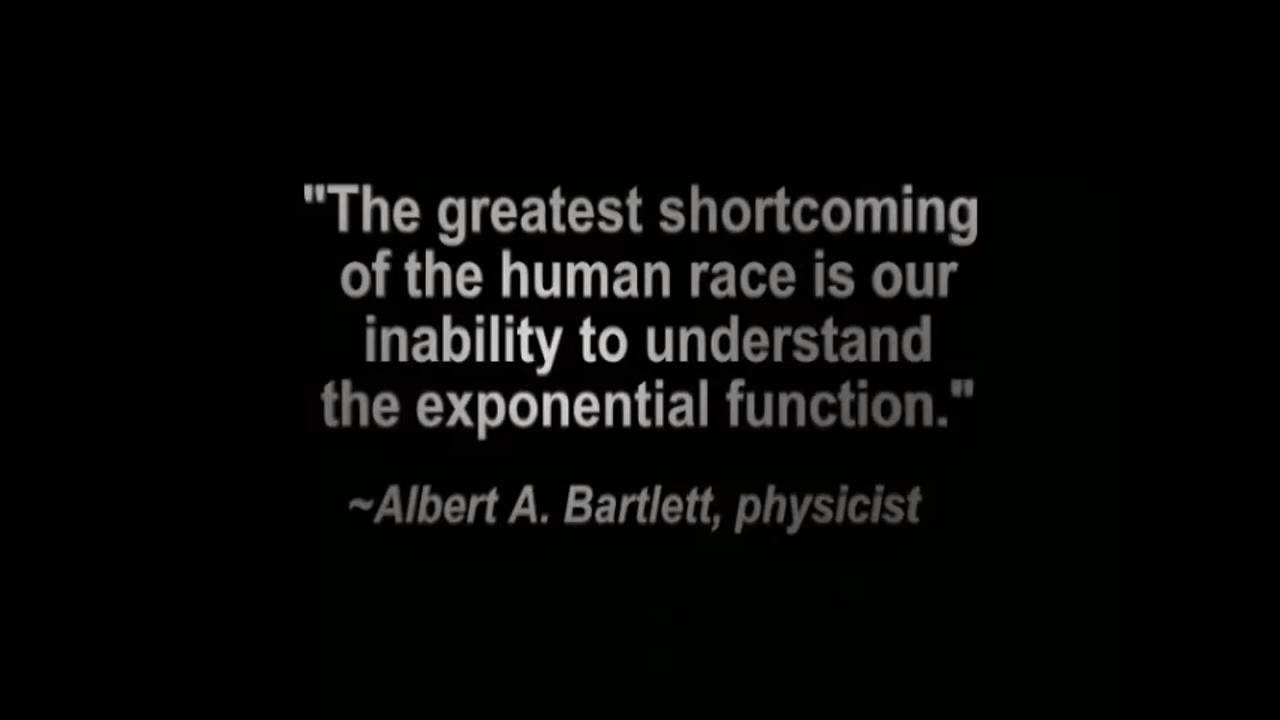 "The greatest shortcoming
of the human race is our
inability to understand
the exponential function."
~Albert A. Bartlett, physicist